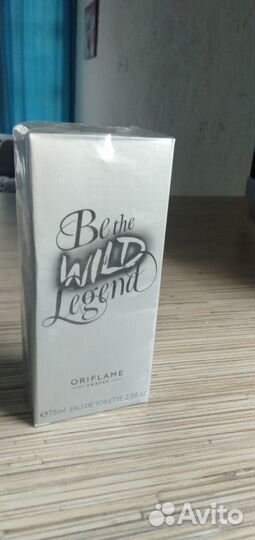 Be the
WILD
Legend
ORIFLAME
SWEDEN
℮75ml EAU DE TOILETTE 2.5fl.oz.
Avito